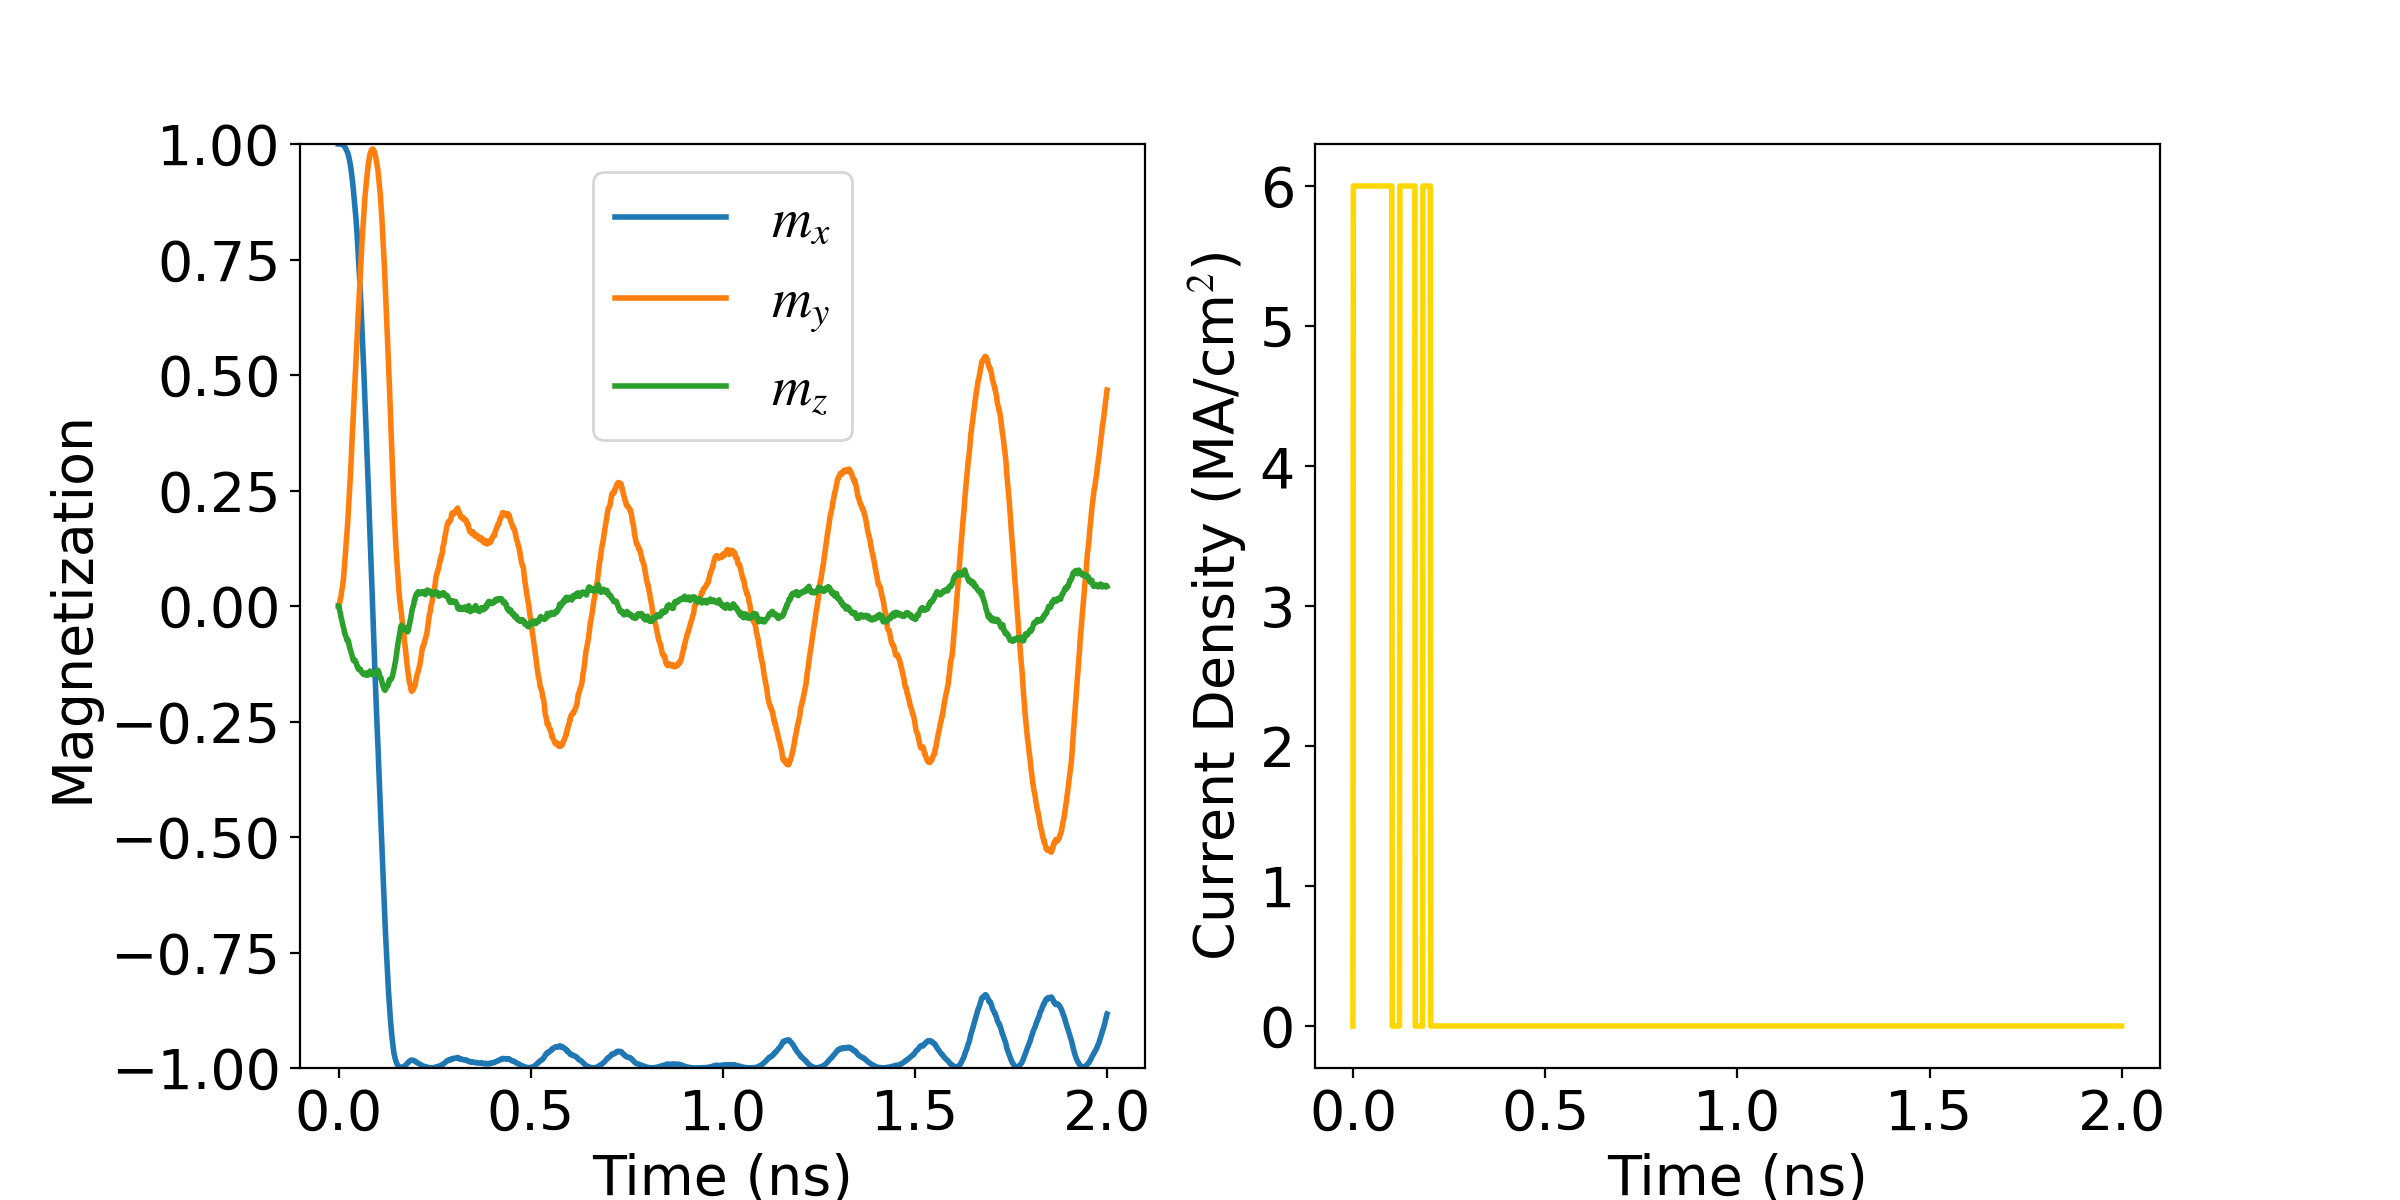 Magnetization
1.00
0.75
0.50
0.25
0.00
−0.25
−0.50
−0.75
−1.00
0.0 0.5 1.0 1.5 2.0
Time (ns)
m_x
m_y
m_z
Current Density (MA/cm²)
6
5
4
3
2
1
0
0.0 0.5 1.0 1.5 2.0
Time (ns)